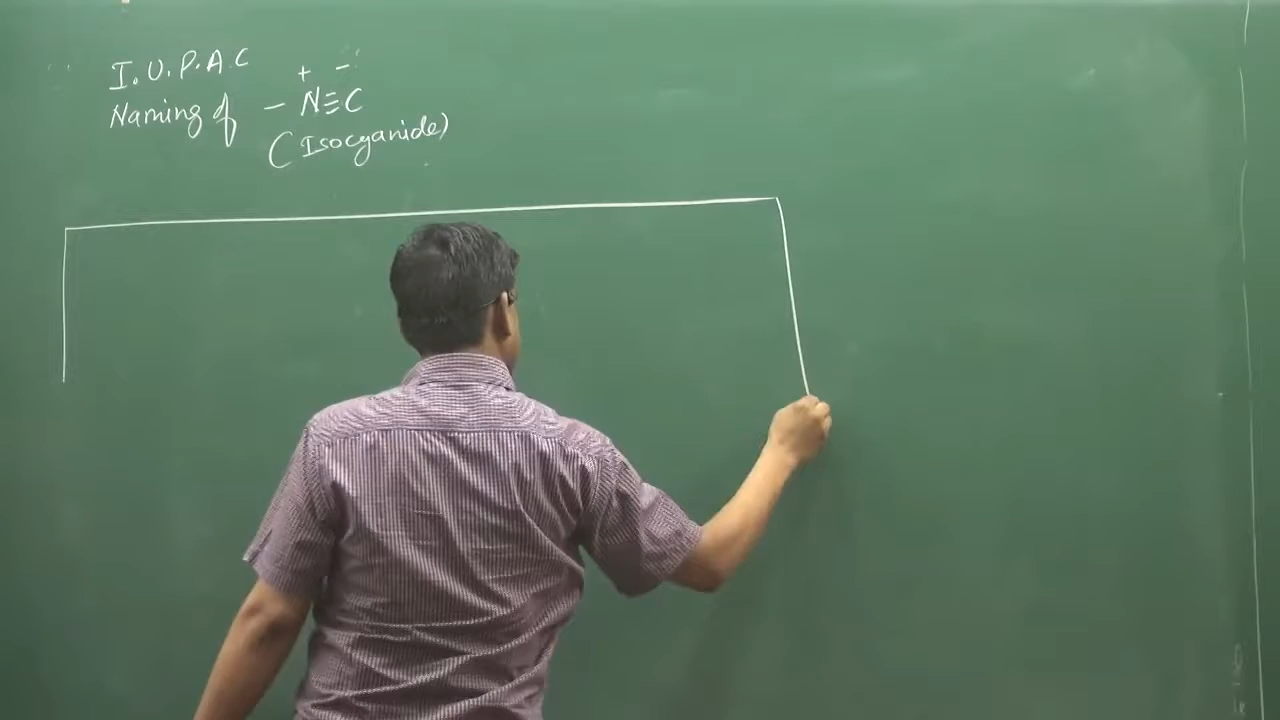 I.U.P.A.C
+ -
Naming of - N≡C
(Isocyanide)